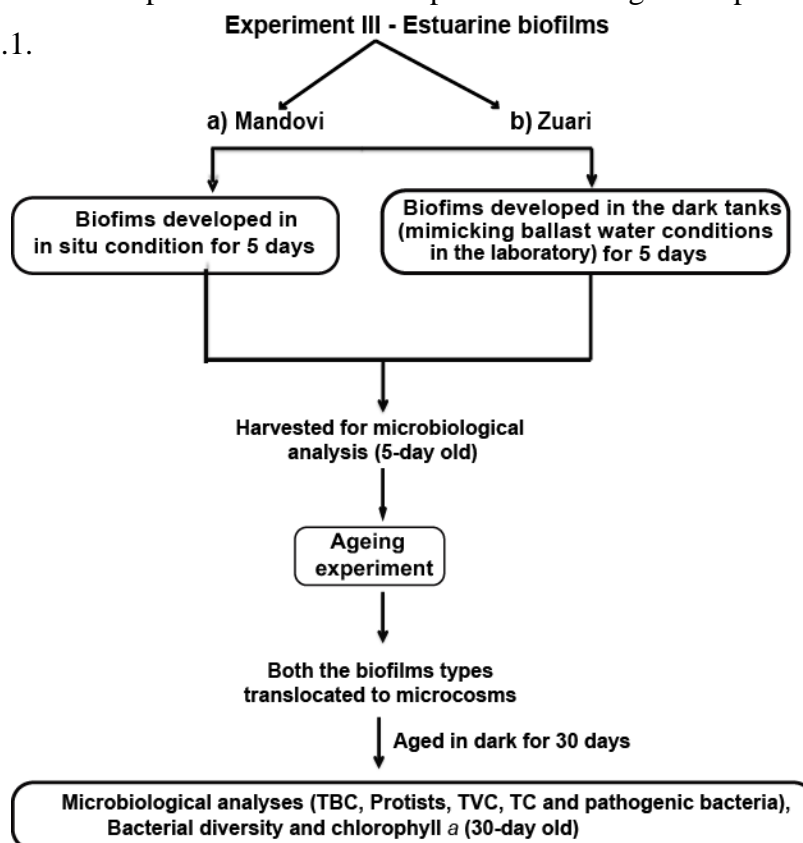 Experiment III - Estuarine biofilms
.1.
a) Mandovi
b) Zuari
Biofims developed in
in situ condition for 5 days
Biofims developed in the dark tanks
(mimicking ballast water conditions
in the laboratory) for 5 days
Harvested for microbiological
analysis (5-day old)
Ageing
experiment
Both the biofilms types
translocated to microcosms
Aged in dark for 30 days
Microbiological analyses (TBC, Protists, TVC, TC and pathogenic bacteria),
Bacterial diversity and chlorophyll a (30-day old)